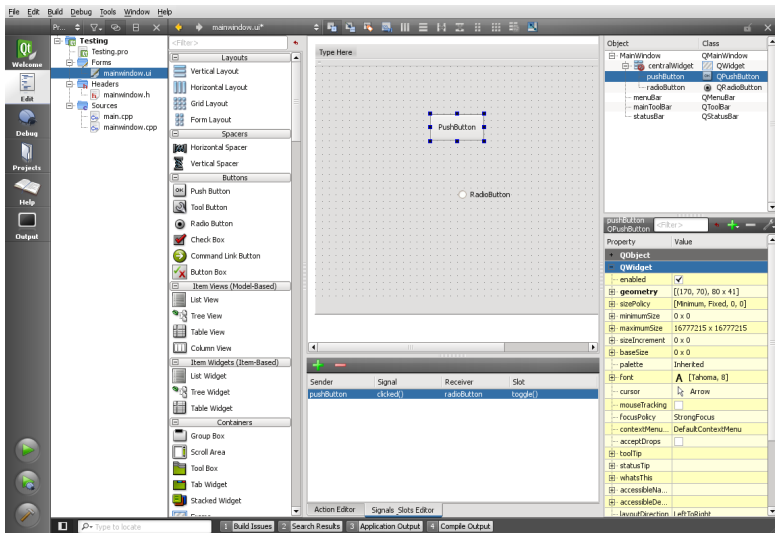 File Edit Build Debug Tools Window Help
Pr... mainwindow.ui*
Welcome
Edit
Debug
Projects
Help
Output
Testing
Testing.pro
Forms
mainwindow.ui
Headers
mainwindow.h
Sources
main.cpp
mainwindow.cpp
<Filter>
Layouts
Vertical Layout
Horizontal Layout
Grid Layout
Form Layout
Spacers
Horizontal Spacer
Vertical Spacer
Buttons
OK Push Button
Tool Button
Radio Button
Check Box
Command Link Button
Button Box
Item Views (Model-Based)
List View
Tree View
Table View
Column View
Item Widgets (Item-Based)
List Widget
Tree Widget
Table Widget
Containers
Group Box
Scroll Area
Tool Box
Tab Widget
Stacked Widget
Type Here
PushButton
RadioButton
Sender Signal Receiver Slot
pushButton clicked() radioButton toggle()
Action Editor Signals_Slots Editor
Object Class
MainWindow QMainWindow
centralWidget QWidget
pushButton QPushButton
radioButton QRadioButton
menuBar QMenuBar
mainToolBar QToolBar
statusBar QStatusBar
pushButton
QPushButton
<Filter>
Property Value
QObject
QWidget
enabled
geometry [(170, 70), 80 x 41]
sizePolicy [Minimum, Fixed, 0, 0]
minimumSize 0 x 0
maximumSize 16777215 x 16777215
sizeIncrement 0 x 0
baseSize 0 x 0
palette Inherited
font A [Tahoma, 8]
cursor Arrow
mouseTracking
focusPolicy StrongFocus
contextMenu... DefaultContextMenu
acceptDrops
toolTip
statusTip
whatsThis
accessibleNa...
accessibleDe...
layoutDirection LeftToRight
Type to locate 1 Build Issues 2 Search Results 3 Application Output 4 Compile Output